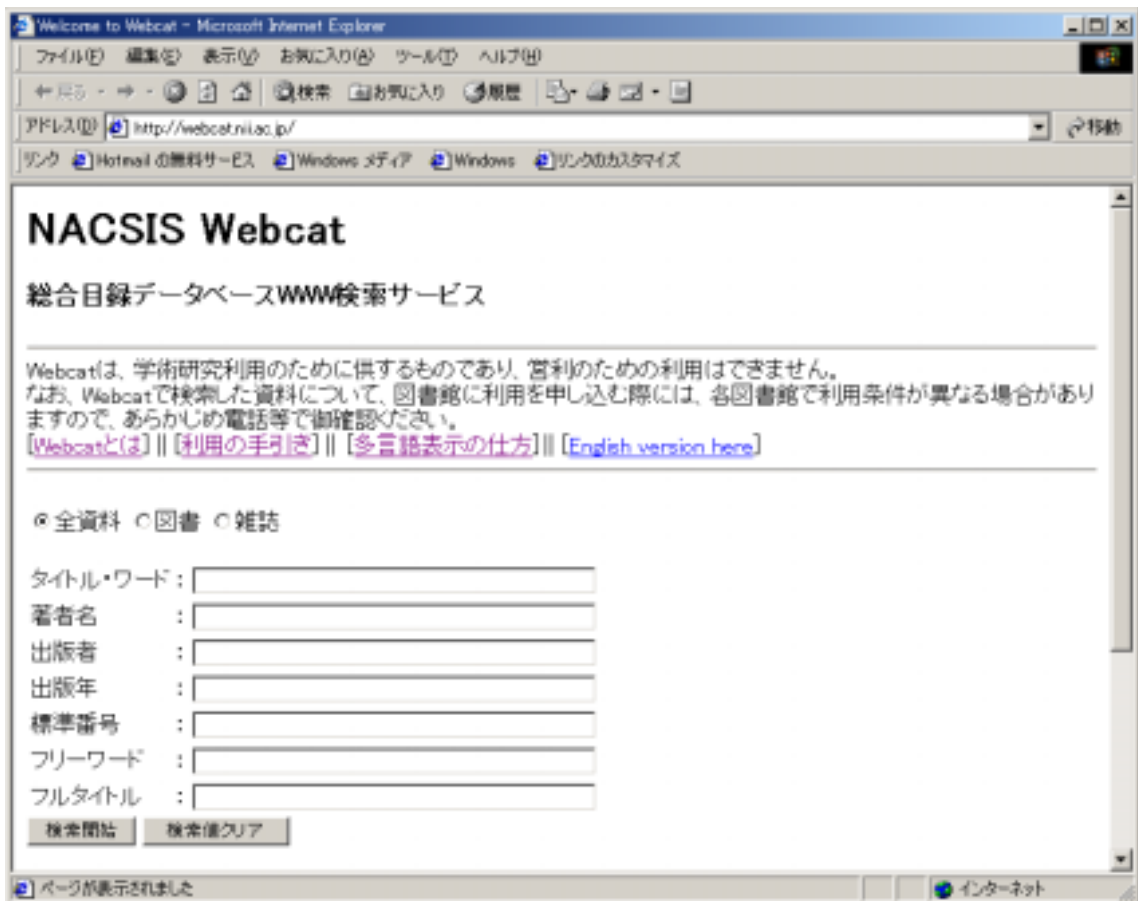 Welcome to Webcat - Microsoft Internet Explorer
ファイル(F) 編集(E) 表示(V) お気に入り(A) ツール(T) ヘルプ(H)
戻る 検索 お気に入り 履歴
アドレス(D) http://webcat.nii.ac.jp/ 移動
リンク Hotmail の無料サービス Windows メディア Windows リンクのカスタマイズ
NACSIS Webcat
総合目録データベースWWW検索サービス
Webcatは、学術研究利用のために供するものであり、営利のための利用はできません。
なお、Webcatで検索した資料について、図書館に利用を申し込む際には、各図書館で利用条件が異なる場合があり
ますので、あらかじめ電話等で御確認ください。
[Webcatとは] || [利用の手引き] || [多言語表示の仕方] || [English version here]
全資料 図書 雑誌
タイトル・ワード :
著者名 :
出版者 :
出版年 :
標準番号 :
フリーワード :
フルタイトル :
検索開始 検索値クリア
ページが表示されました インターネット